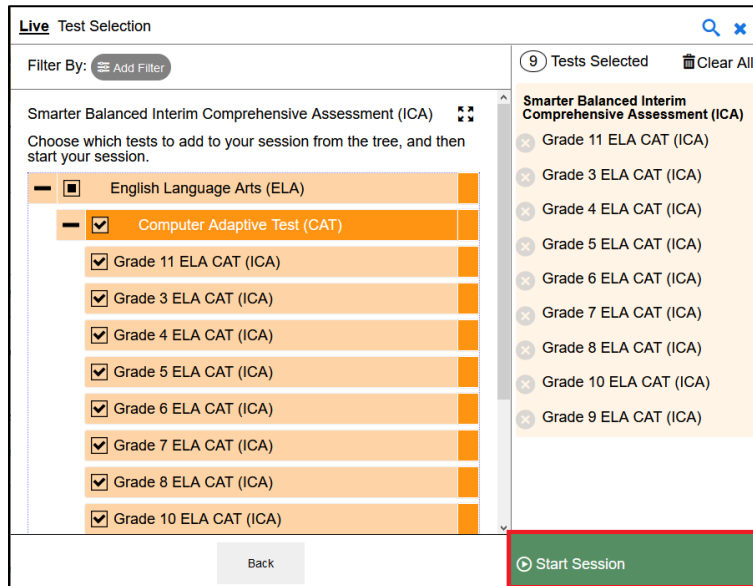 Live Test Selection
Filter By: Add Filter
Smarter Balanced Interim Comprehensive Assessment (ICA)
Choose which tests to add to your session from the tree, and then
start your session.
English Language Arts (ELA)
Computer Adaptive Test (CAT)
Grade 11 ELA CAT (ICA)
Grade 3 ELA CAT (ICA)
Grade 4 ELA CAT (ICA)
Grade 5 ELA CAT (ICA)
Grade 6 ELA CAT (ICA)
Grade 7 ELA CAT (ICA)
Grade 8 ELA CAT (ICA)
Grade 10 ELA CAT (ICA)
Back
9 Tests Selected Clear All
Smarter Balanced Interim
Comprehensive Assessment (ICA)
Grade 11 ELA CAT (ICA)
Grade 3 ELA CAT (ICA)
Grade 4 ELA CAT (ICA)
Grade 5 ELA CAT (ICA)
Grade 6 ELA CAT (ICA)
Grade 7 ELA CAT (ICA)
Grade 8 ELA CAT (ICA)
Grade 10 ELA CAT (ICA)
Grade 9 ELA CAT (ICA)
Start Session